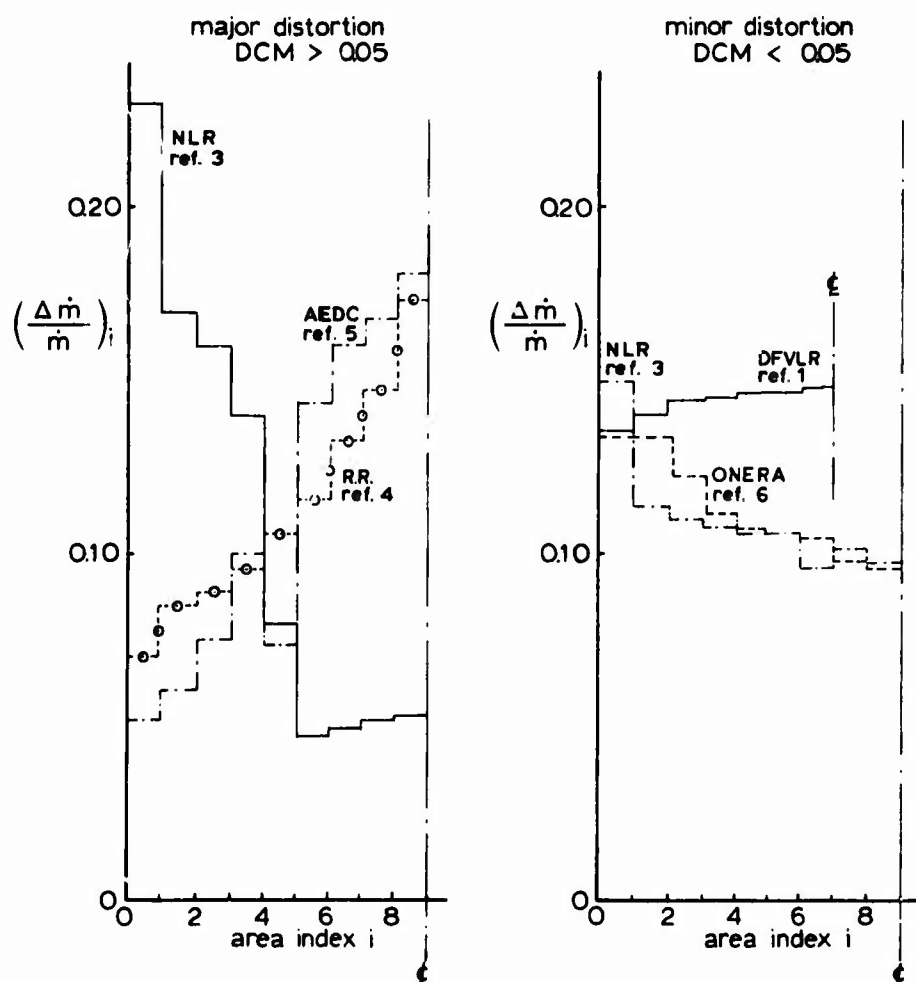 major distortion
DCM > 0.05
NLR
ref. 3
0.20
(Δṁ/ṁ)i
AEDC
ref. 5
R.R.
ref. 4
0.10
0
0 2 4 6 8
area index i
℄
minor distortion
DCM < 0.05
0.20
℄
(Δṁ/ṁ)i
NLR
ref. 3
DFVLR
ref. 1
ONERA
ref. 6
0.10
0
0 2 4 6 8
area index i
℄